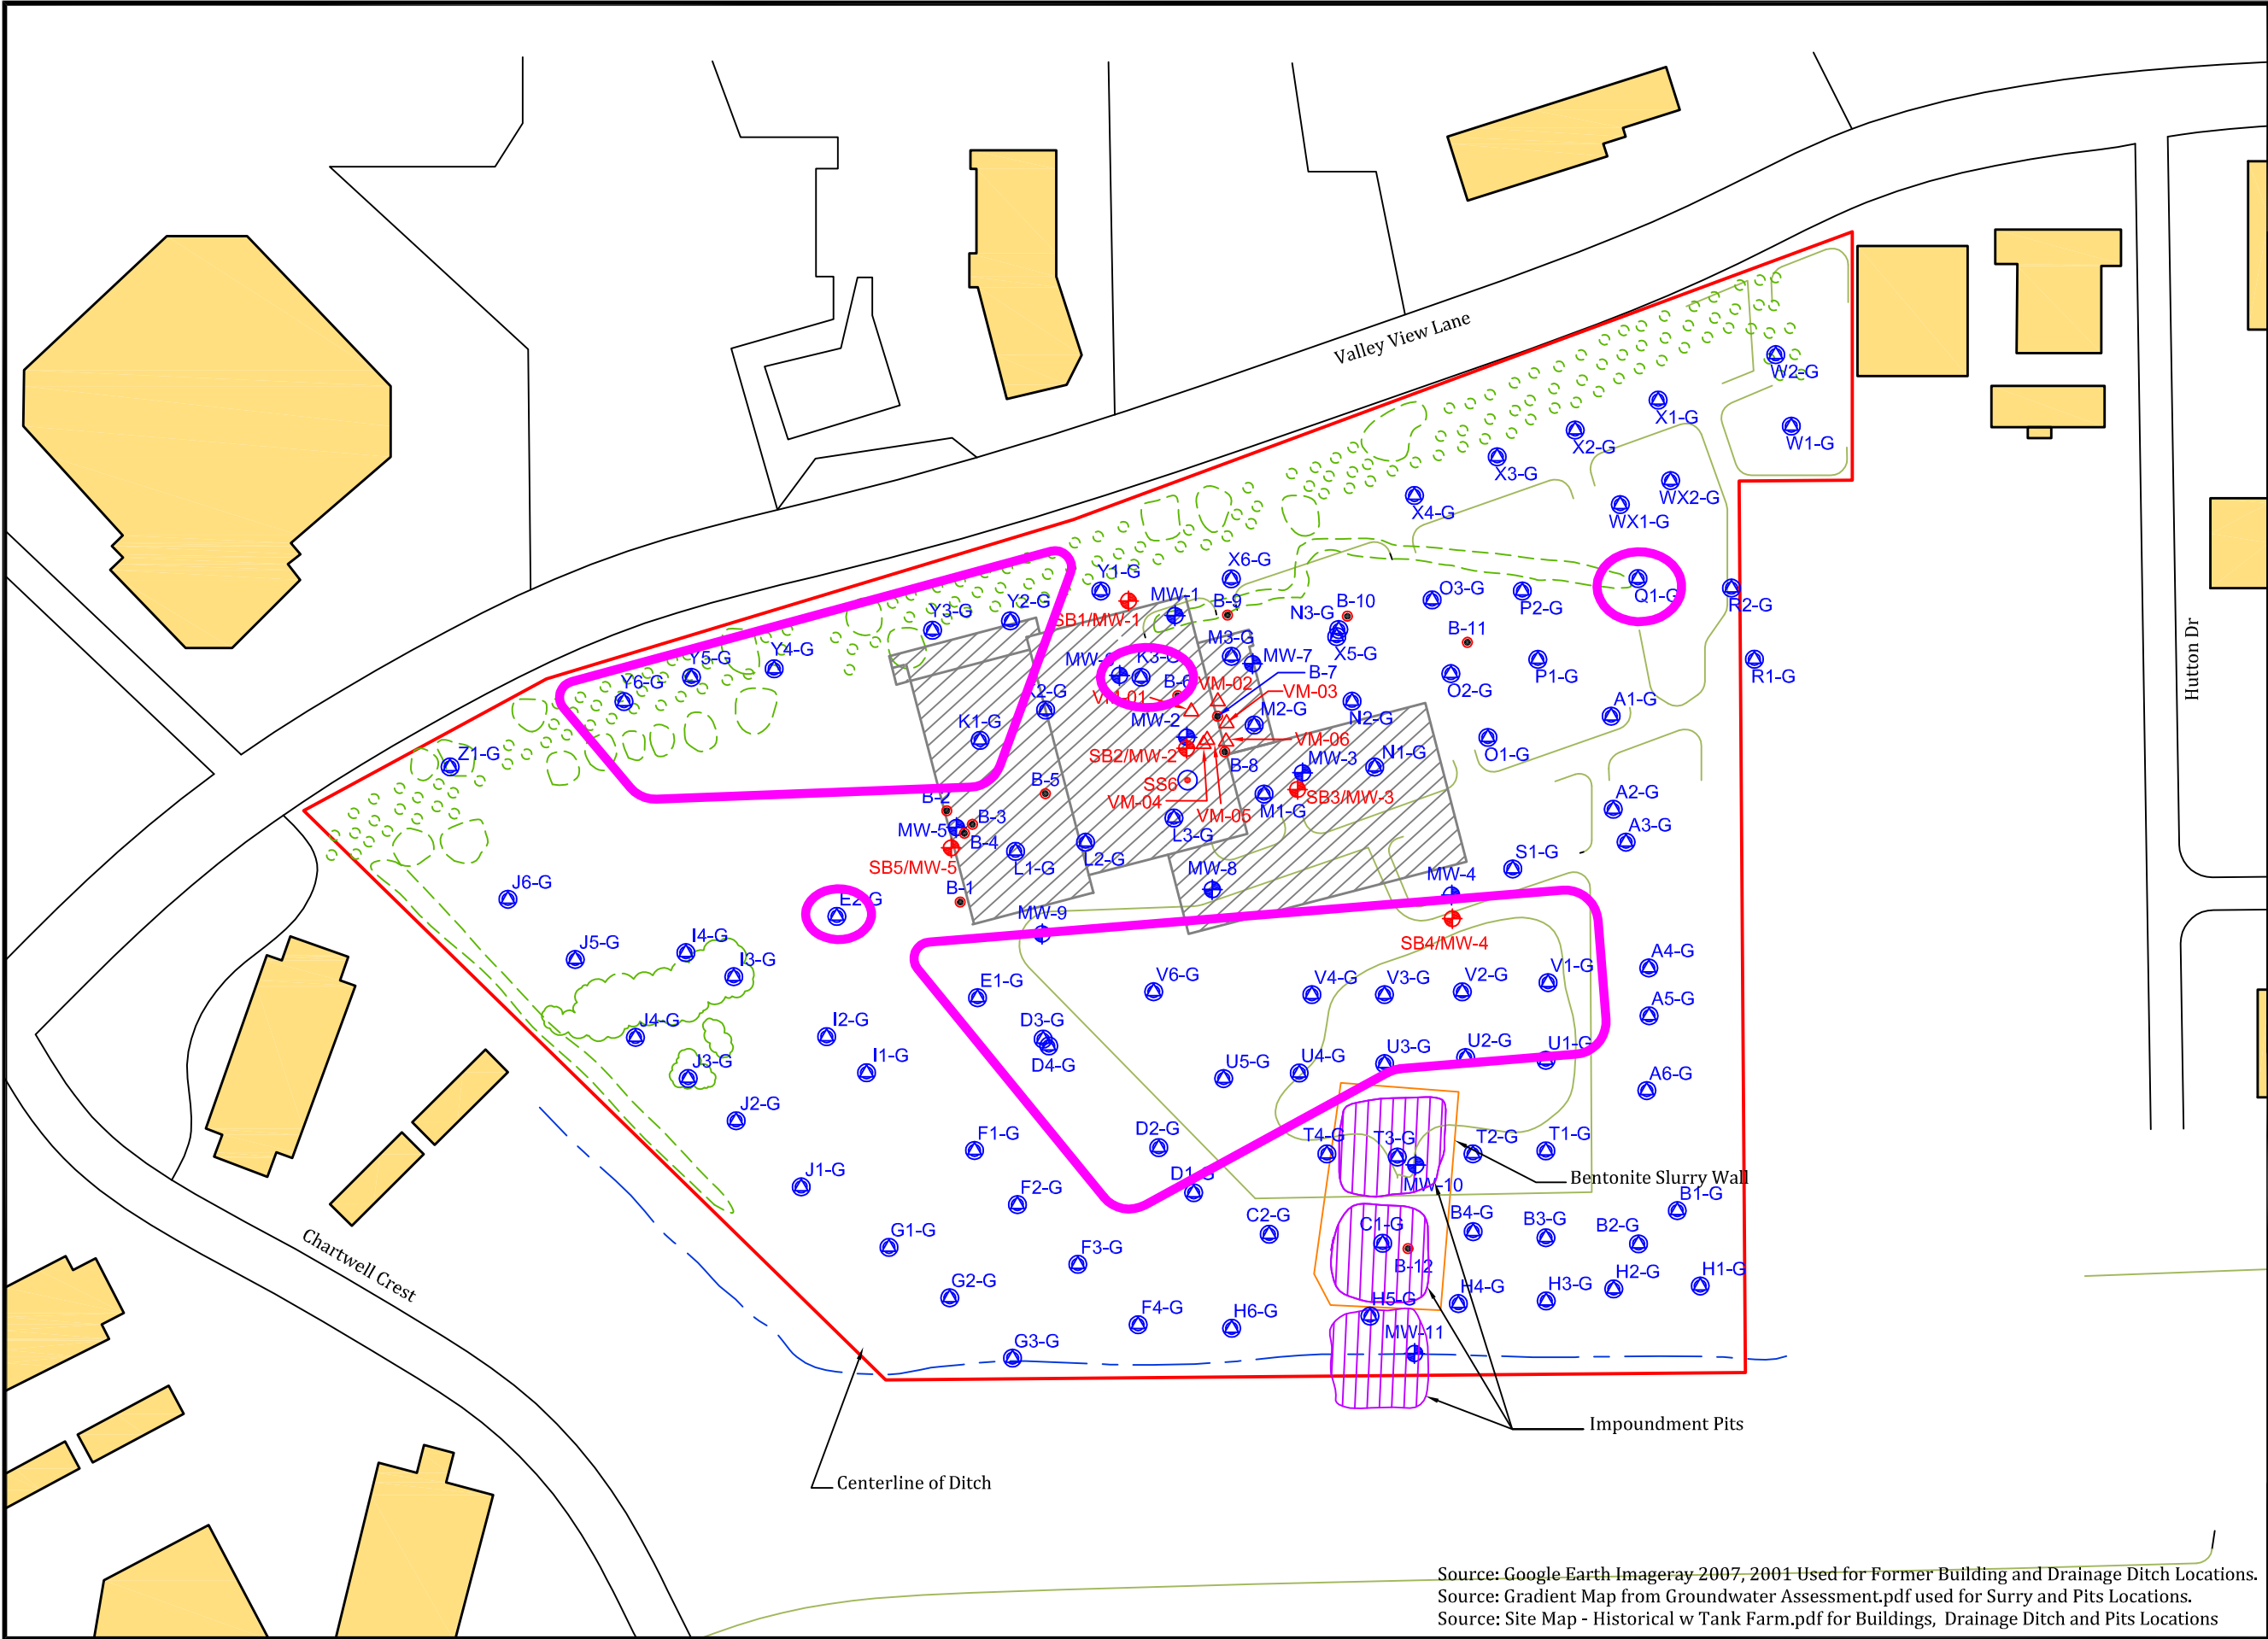 Valley View Lane
Hutton Dr
W2-G
X1-G
X2-G
W1-G
X3-G
WX2-G
X4-G
WX1-G
X6-G
Y1-G
O3-G
P2-G
Q1-G
R2-G
Y2-G
MW-1
B-9
B-10
Y3-G
SB1/MW-1
N3-G
B-11
M3-G
Y4-G
X5-G
Y5-G
K3-G
MW-7
B-7
P1-G
R1-G
Y6-G
B-6
VM-02
VM-03
O2-G
VM-01
A1-G
K1-G
MW-2
M2-G
N2-G
Z1-G
SB2/MW-2
VM-06
O1-G
B-8
MW-3
N1-G
B-5
SS6
B-2
VM-04
SB3/MW-3
A2-G
B-3
VM-05
M1-G
MW-5
A3-G
B-4
L3-G
SB5/MW-5
L1-G
L2-G
S1-G
B-1
MW-8
MW-4
J6-G
E2-G
MW-9
SB4/MW-4
J5-G
I4-G
A4-G
I3-G
E1-G
V6-G
V4-G
V3-G
V2-G
V1-G
A5-G
J4-G
I2-G
D3-G
I1-G
D4-G
U5-G
U4-G
U3-G
U2-G
U1-G
J3-G
A6-G
J2-G
F1-G
D2-G
T4-G
T3-G
T2-G
T1-G
J1-G
D1-G
MW-10
Bentonite Slurry Wall
F2-G
B1-G
C2-G
C1-G
B4-G
B3-G
B2-G
G1-G
F3-G
B-12
G2-G
H4-G
H3-G
H2-G
H1-G
F4-G
H6-G
H5-G
G3-G
MW-11
Chartwell Crest
Impoundment Pits
Centerline of Ditch
Source: Google Earth Imageray 2007, 2001 Used for Former Building and Drainage Ditch Locations.
Source: Gradient Map from Groundwater Assessment.pdf used for Surry and Pits Locations.
Source: Site Map - Historical w Tank Farm.pdf for Buildings, Drainage Ditch and Pits Locations